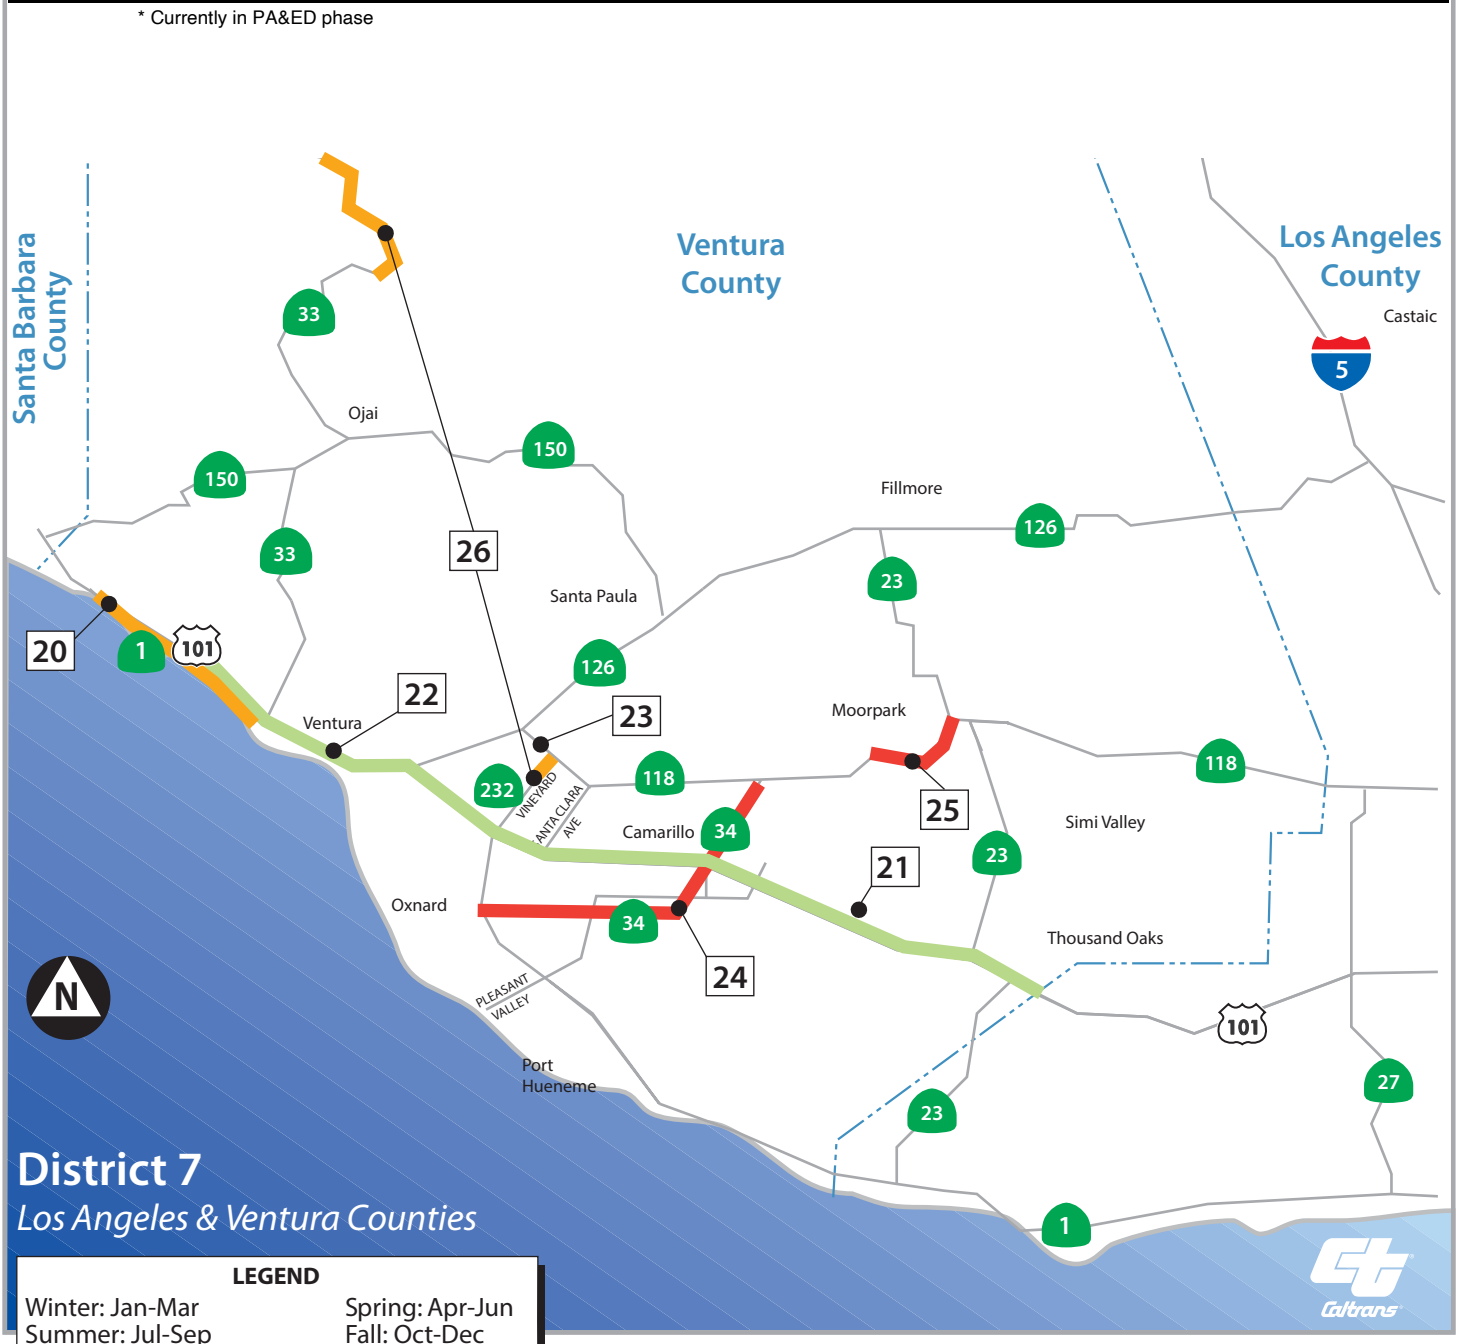 * Currently in PA&ED phase
Santa Barbara
County
Ventura
County
Los Angeles
County
Castaic
5
33
Ojai
150
150
Fillmore
126
33
26
23
Santa Paula
20
1
101
126
22
23
Ventura
Moorpark
118
118
232
VINEYARD
SANTA CLARA
AVE
25
Camarillo
34
Simi Valley
21
23
Oxnard
34
Thousand Oaks
24
N
PLEASANT
VALLEY
101
Port
Hueneme
27
23
District 7
Los Angeles & Ventura Counties
1
ct
Caltrans
LEGEND
Winter: Jan-Mar
Spring: Apr-Jun
Summer: Jul-Sep
Fall: Oct-Dec